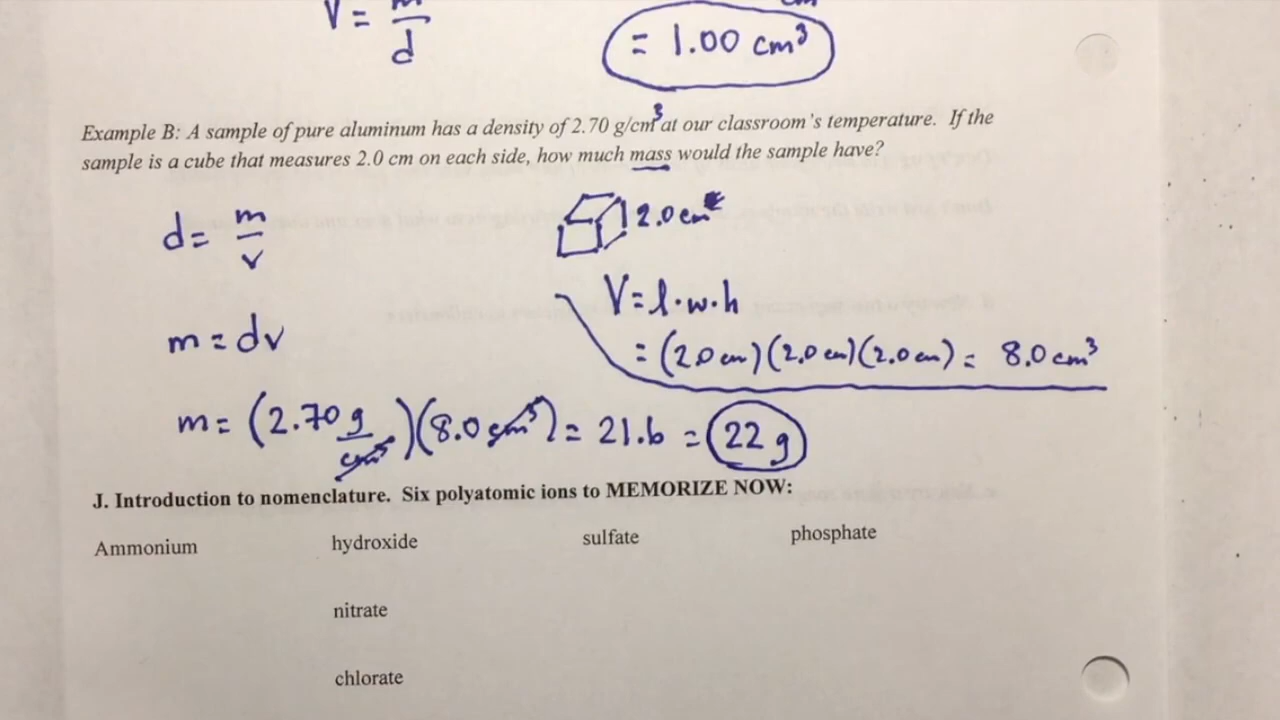 V = m/d
= 1.00 cm³
Example B: A sample of pure aluminum has a density of 2.70 g/cm³ at our classroom's temperature. If the
sample is a cube that measures 2.0 cm on each side, how much mass would the sample have?
d = m/v
2.0 cm
m = dv
V = l·w·h
= (2.0 cm)(2.0 cm)(2.0 cm) = 8.0 cm³
m = (2.70 g/cm³)(8.0 cm³) = 21.6 = 22 g
J. Introduction to nomenclature. Six polyatomic ions to MEMORIZE NOW:
Ammonium hydroxide sulfate phosphate
nitrate
chlorate